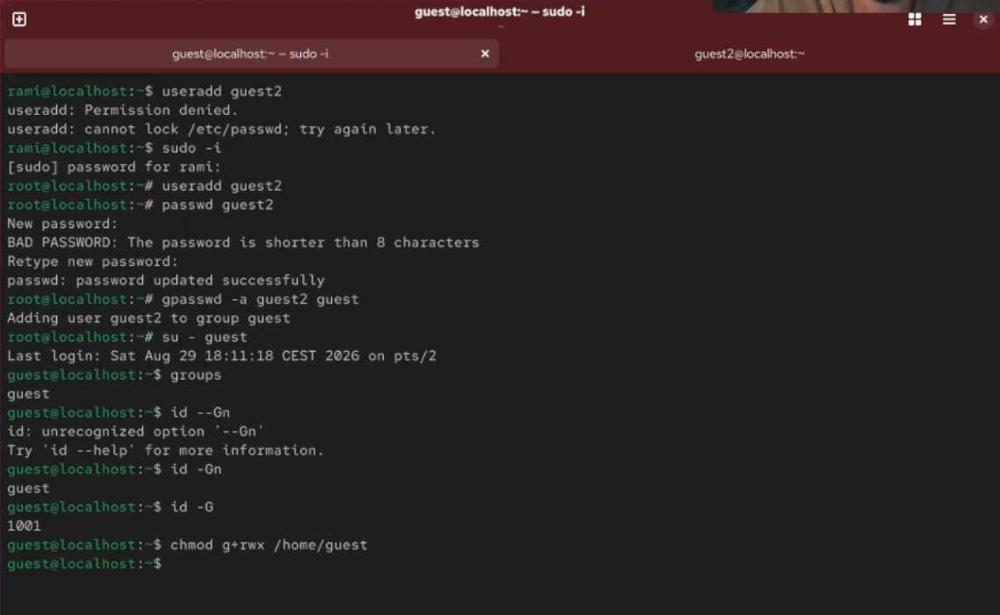 guest@localhost:~ — sudo -i
~
guest@localhost:~ — sudo -i
guest2@localhost:~
rami@localhost:~$ useradd guest2
useradd: Permission denied.
useradd: cannot lock /etc/passwd; try again later.
rami@localhost:~$ sudo -i
[sudo] password for rami:
root@localhost:~# useradd guest2
root@localhost:~# passwd guest2
New password:
BAD PASSWORD: The password is shorter than 8 characters
Retype new password:
passwd: password updated successfully
root@localhost:~# gpasswd -a guest2 guest
Adding user guest2 to group guest
root@localhost:~# su - guest
Last login: Sat Aug 29 18:11:18 CEST 2026 on pts/2
guest@localhost:~$ groups
guest
guest@localhost:~$ id --Gn
id: unrecognized option '--Gn'
Try 'id --help' for more information.
guest@localhost:~$ id -Gn
guest
guest@localhost:~$ id -G
1001
guest@localhost:~$ chmod g+rwx /home/guest
guest@localhost:~$